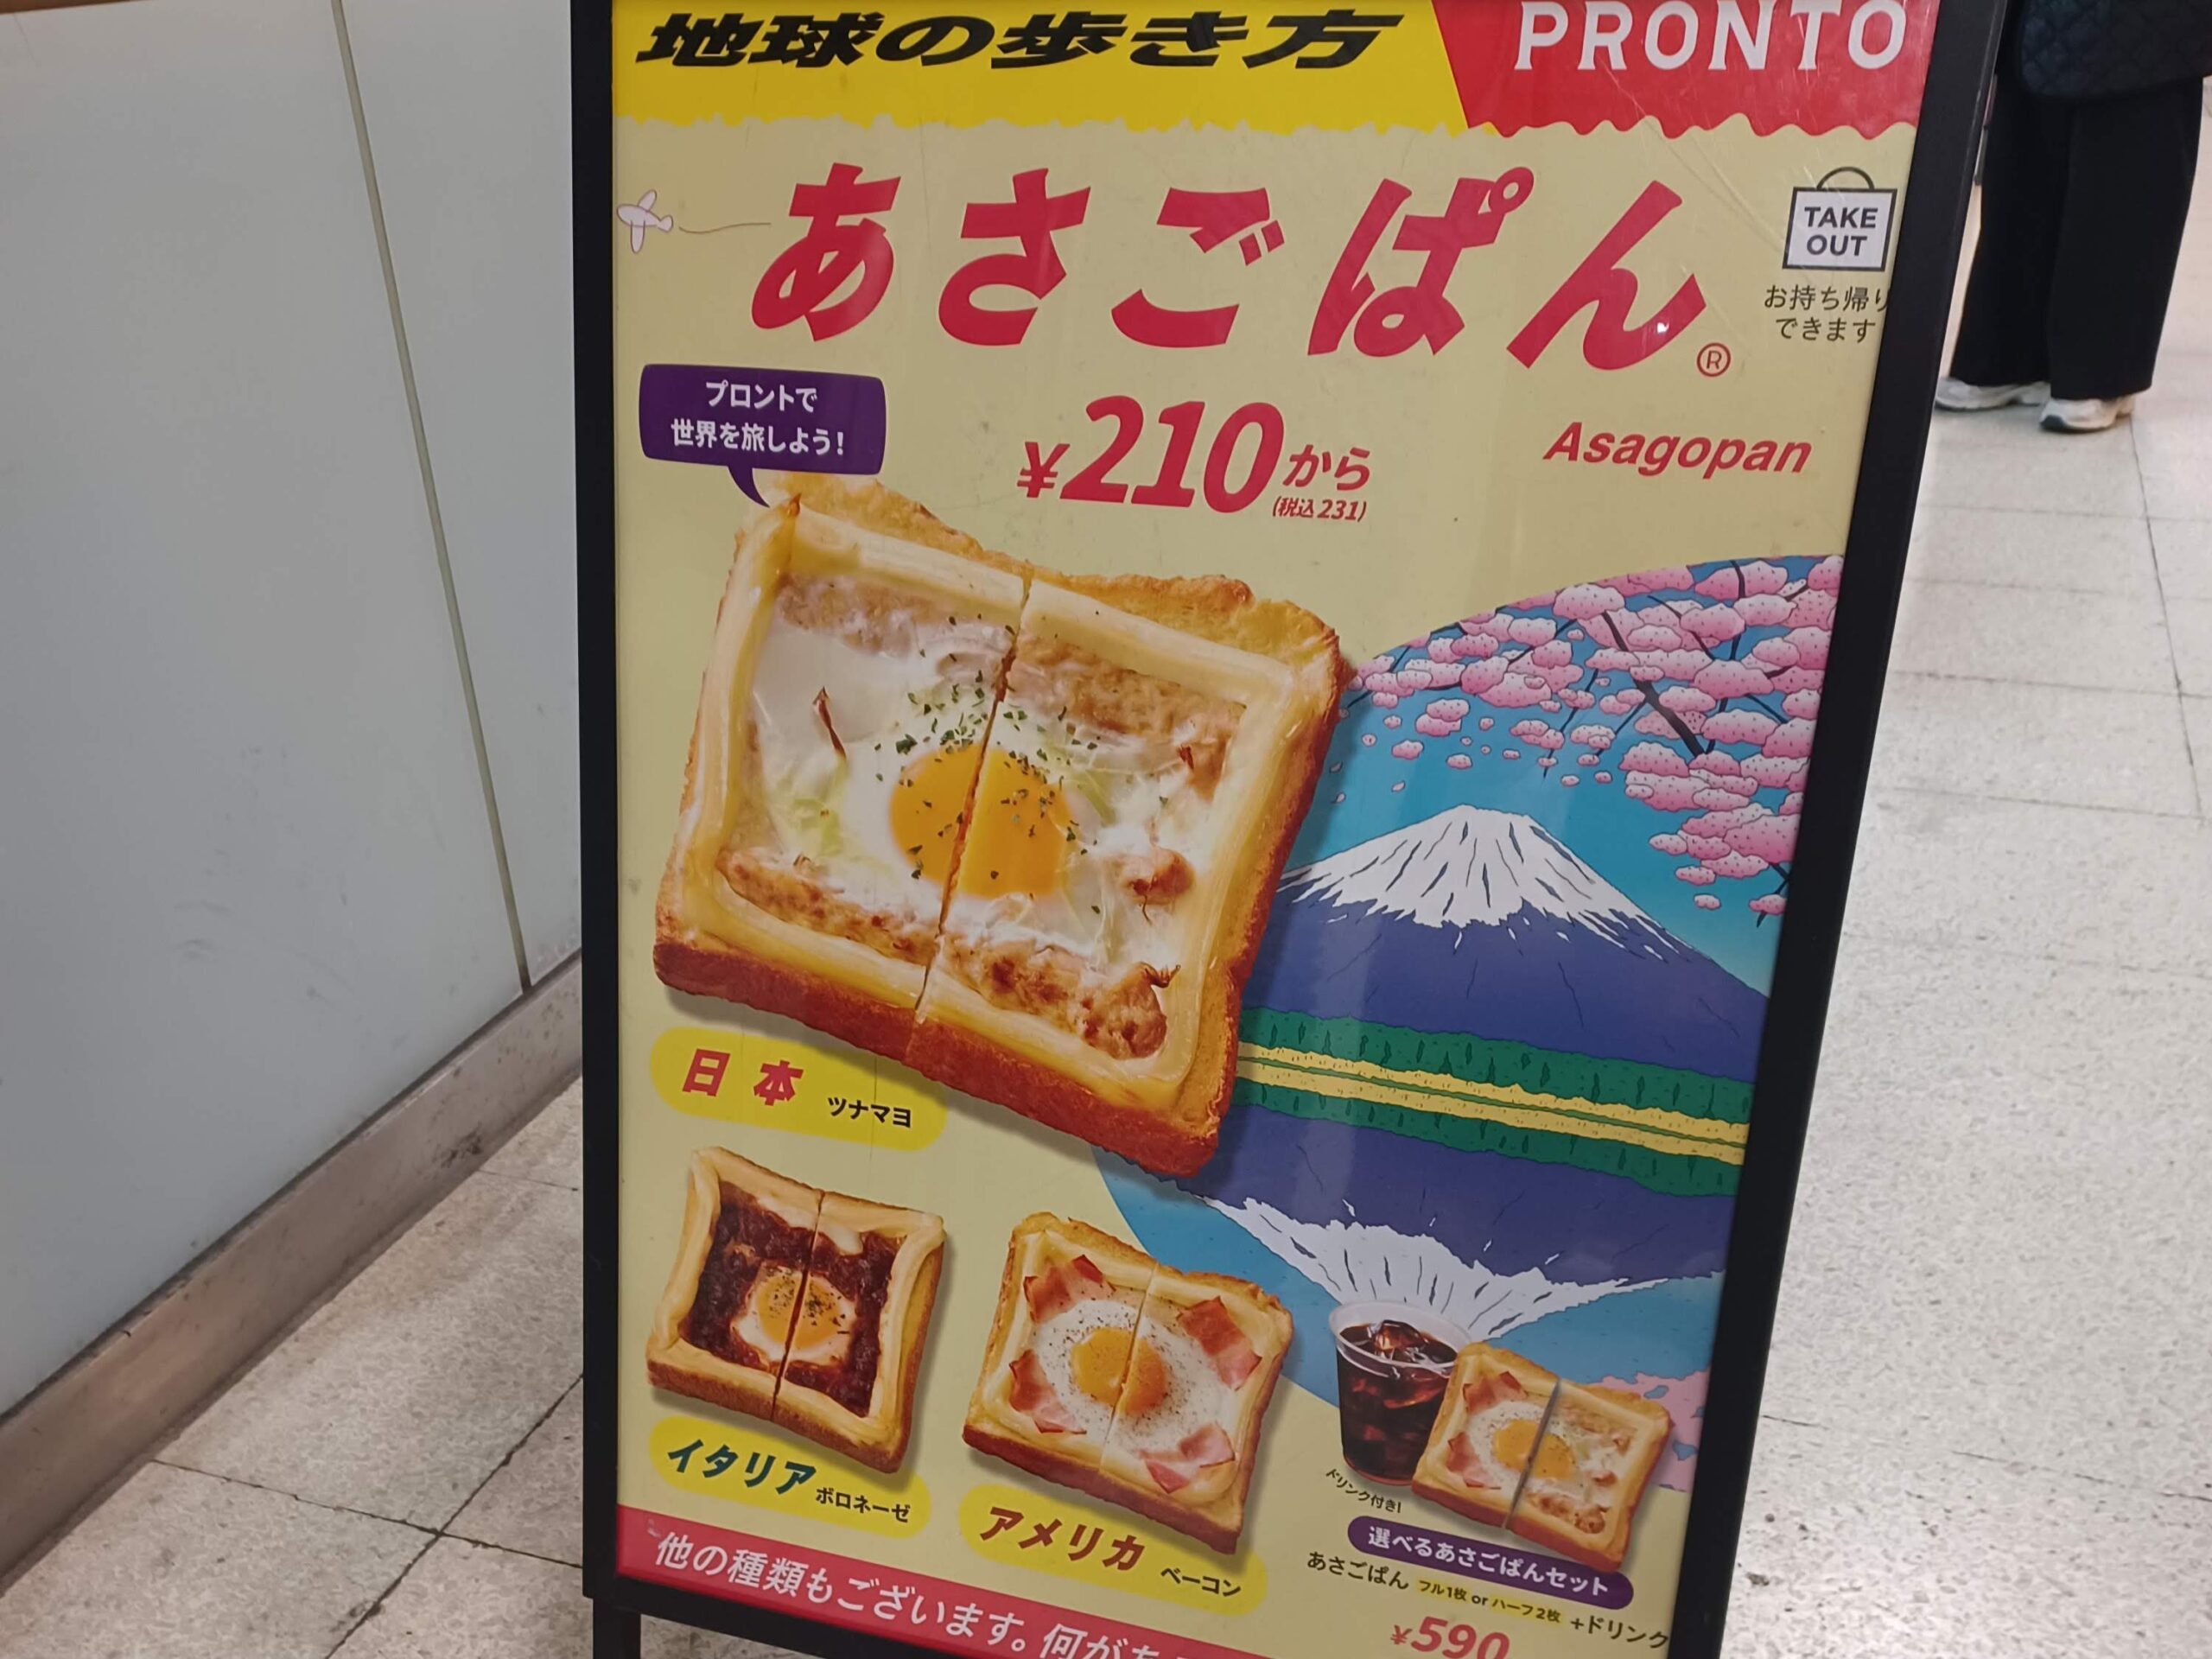 地球の歩き方
PRONTO
あさごぱん®
TAKE
OUT
お持ち帰り
できます
プロントで
世界を旅しよう!
¥210から
(税込231)
Asagopan
日本 ツナマヨ
イタリア ボロネーゼ
アメリカ ベーコン
ドリンク付き!
選べるあさごぱんセット
あさごぱん フル1枚 or ハーフ2枚 +ドリンク
¥590
他の種類もございます。何が